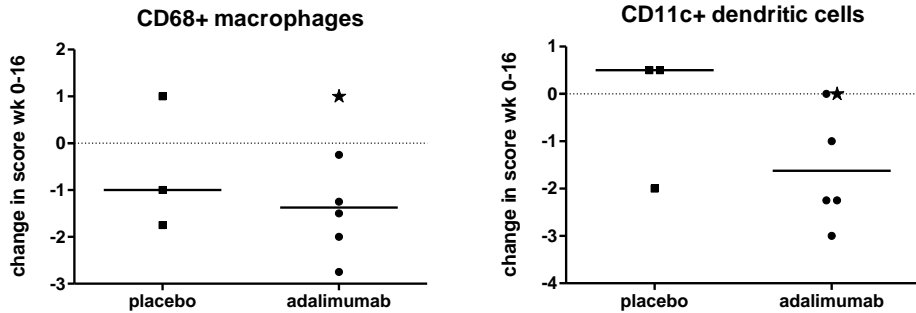 CD68+ macrophages
change in score wk 0-16
2
1
0
-1
-2
-3
placebo
adalimumab
CD11c+ dendritic cells
change in score wk 0-16
1
0
-1
-2
-3
-4
placebo
adalimumab